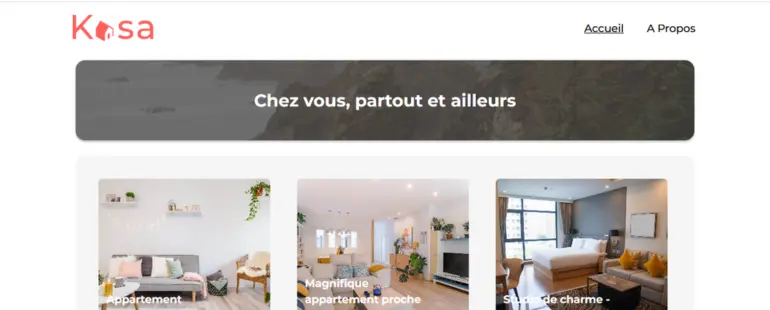 Kasa
Accueil
A Propos
Chez vous, partout et ailleurs
Appartement
Magnifique
appartement proche
Studio de charme -